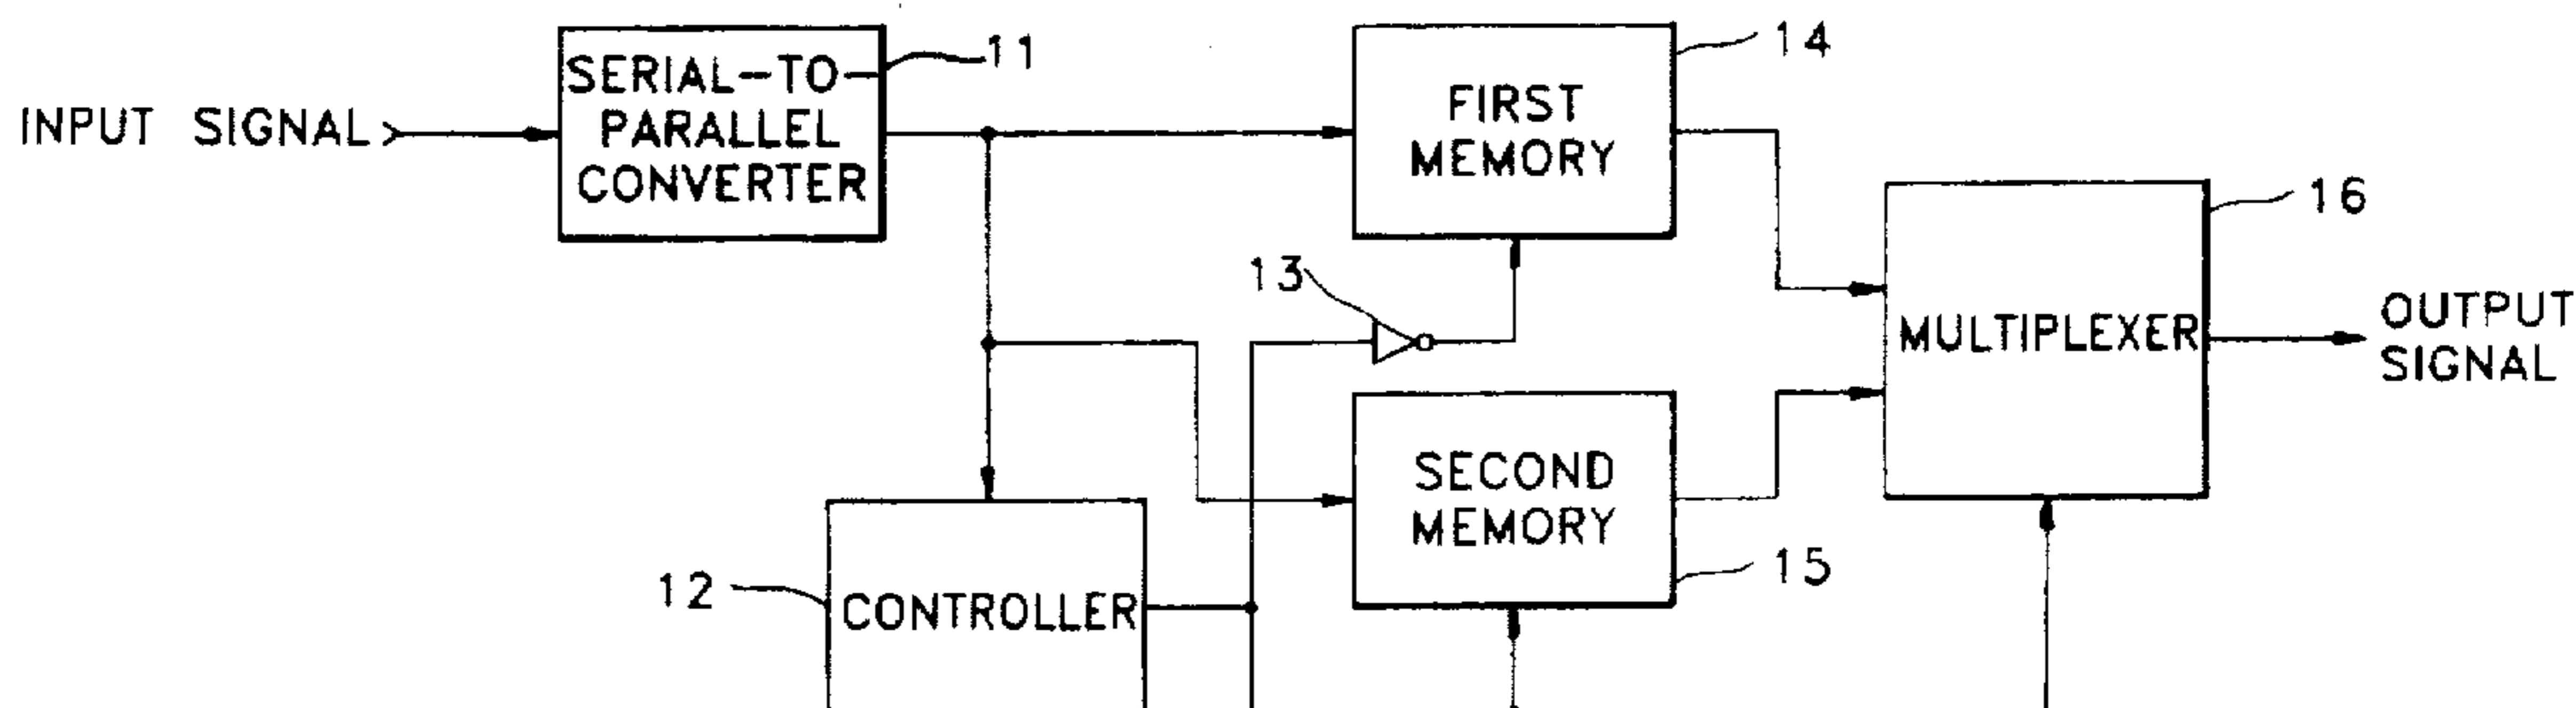 INPUT SIGNAL
SERIAL-TO-
PARALLEL
CONVERTER
11
FIRST
MEMORY
14
13
MULTIPLEXER
16
OUTPUT
SIGNAL
SECOND
MEMORY
15
12
CONTROLLER